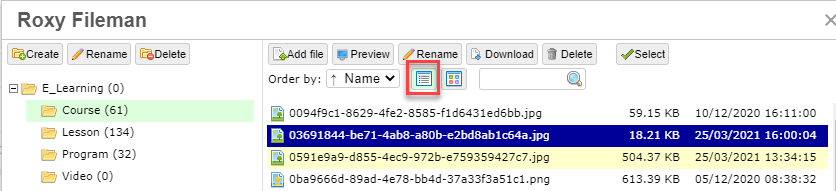 Roxy Fileman
Create Rename Delete
Add file Preview Rename Download Delete Select
Order by: ↑ Name
E_Learning (0)
Course (61)
Lesson (134)
Program (32)
Video (0)
0094f9c1-8629-4fe2-8585-f1d6431ed6bb.jpg 59.15 KB 10/12/2020 16:11:00
03691844-be71-4ab8-a80b-e2bd8ab1c64a.jpg 18.21 KB 25/03/2021 16:00:04
0591e9a9-d855-4ec9-972b-e759359427c7.jpg 504.37 KB 25/03/2021 13:34:15
0ba9666d-89ad-4e78-bb4d-37a33f3a51c1.png 613.39 KB 05/12/2020 08:38:32